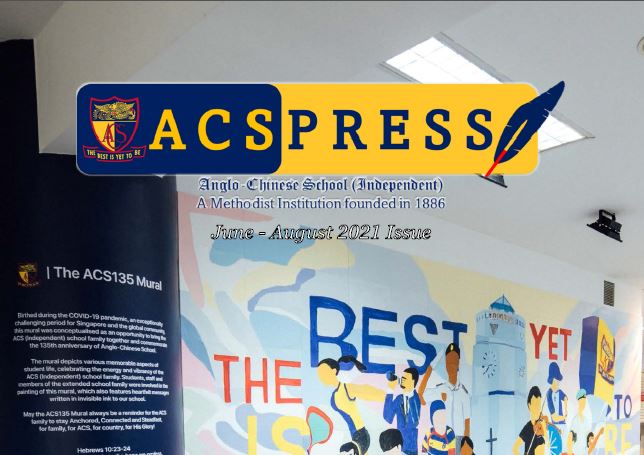 ACSPRESS
ACS
THE BEST IS YET TO BE
Anglo-Chinese School (Independent)
A Methodist Institution founded in 1886
June - August 2021 Issue
| The ACS135 Mural
Birthed during the COVID-19 pandemic, an exceptionally
challenging period for Singapore and the global community,
this mural was conceptualised as an opportunity to bring the
ACS (Independent) school family together and commemorate
the 135th anniversary of Anglo-Chinese School.
The mural depicts various memorable aspects of
student life, celebrating the energy and vibrancy of the
ACS (Independent) school family. Students, staff and
members of the extended school family were involved in the
painting of this mural, which also features heartfelt messages
written in invisible ink to our school.
May the ACS135 Mural always be a reminder for the ACS
family to stay Anchored, Connected and Steadfast,
for family, for ACS, for country, for His Glory!
Hebrews 10:23-24
THE
BEST
YET
IS
TO
BE